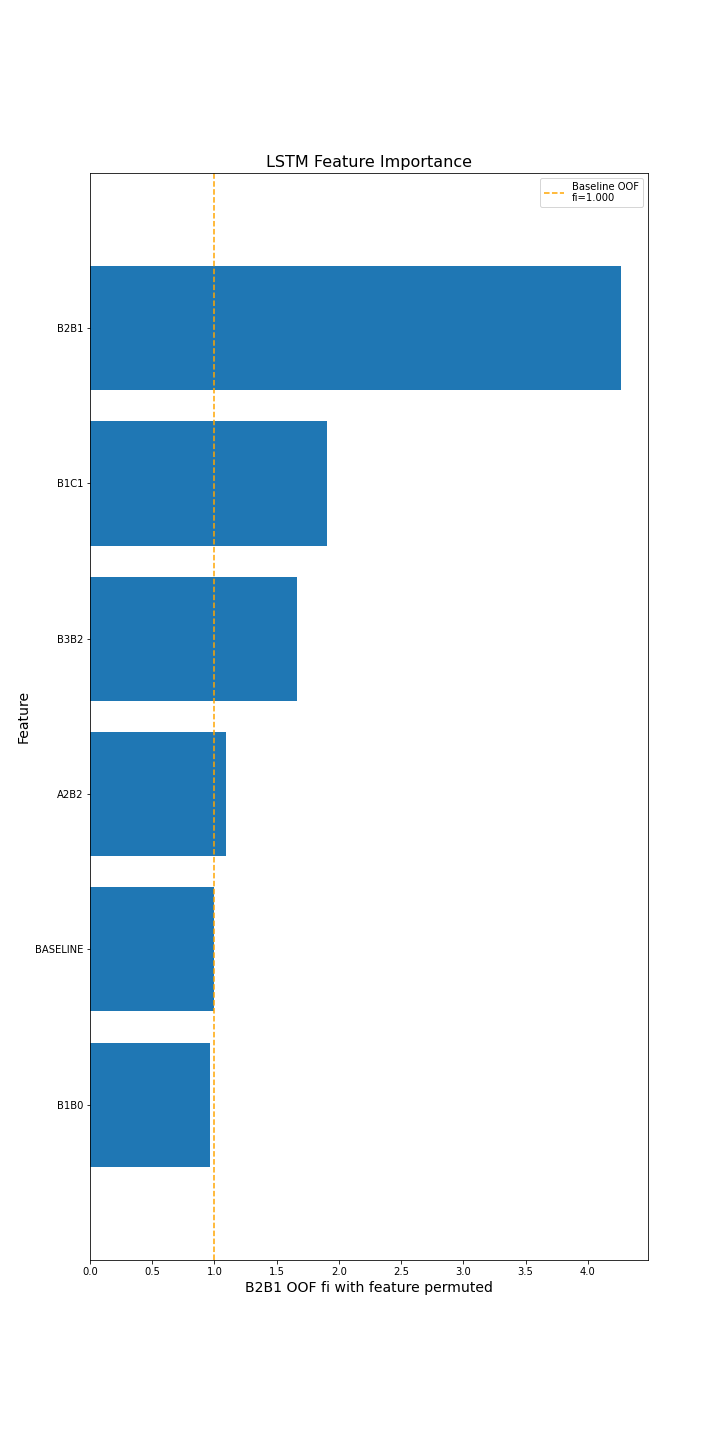 LSTM Feature Importance
Baseline OOF
fi=1.000
B2B1
B1C1
B3B2
A2B2
BASELINE
B1B0
Feature
0.0 0.5 1.0 1.5 2.0 2.5 3.0 3.5 4.0
B2B1 OOF fi with feature permuted